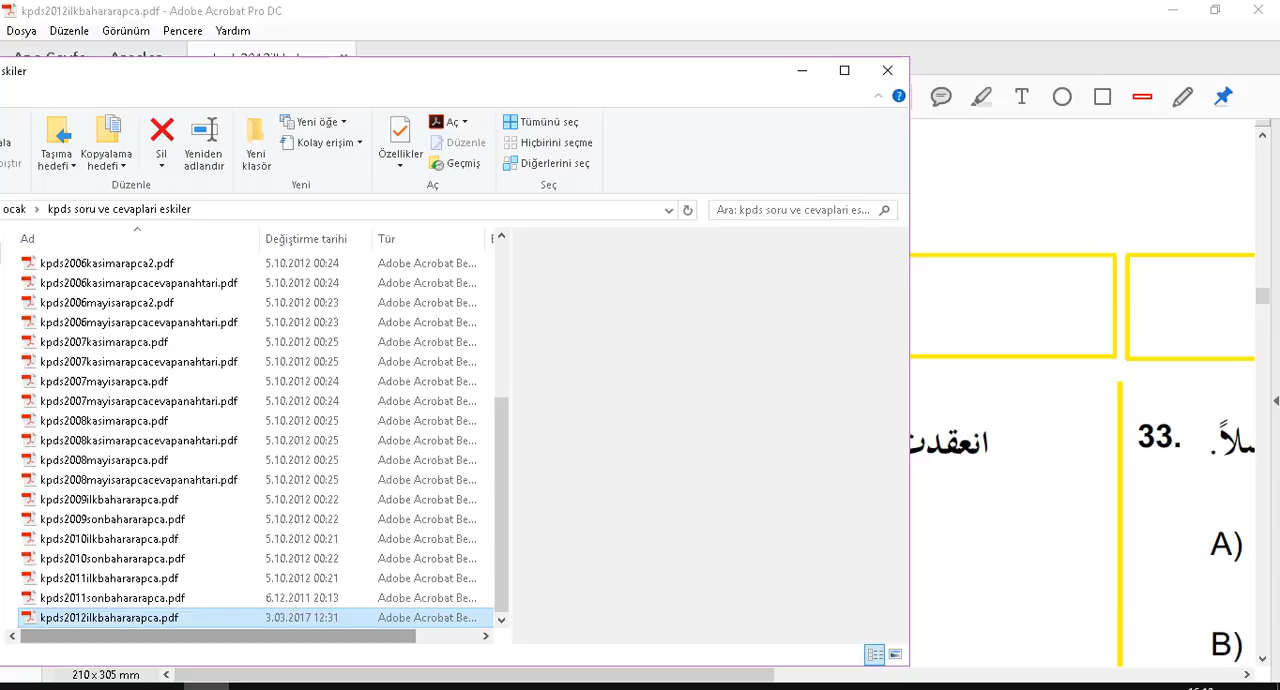 kpds2012ilkbahararapca.pdf - Adobe Acrobat Pro DC
Dosya Düzenle Görünüm Pencere Yardım
eskiler
Taşıma hedefi
Kopyalama hedefi
Sil
Yeniden adlandır
Düzenle
Yeni klasör
Yeni öğe
Kolay erişim
Yeni
Özellikler
Aç
Düzenle
Geçmiş
Aç
Tümünü seç
Hiçbirini seçme
Diğerlerini seç
Seç
ocak > kpds soru ve cevaplari eskiler
Ara: kpds soru ve cevaplari es...
Ad Değiştirme tarihi Tür
kpds2006kasimarapca2.pdf 5.10.2012 00:24 Adobe Acrobat Be...
kpds2006kasimarapcacevapanahtari.pdf 5.10.2012 00:24 Adobe Acrobat Be...
kpds2006mayisarapca2.pdf 5.10.2012 00:23 Adobe Acrobat Be...
kpds2006mayisarapcacevapanahtari.pdf 5.10.2012 00:23 Adobe Acrobat Be...
kpds2007kasimarapca.pdf 5.10.2012 00:25 Adobe Acrobat Be...
kpds2007kasimarapcacevapanahtari.pdf 5.10.2012 00:25 Adobe Acrobat Be...
kpds2007mayisarapca.pdf 5.10.2012 00:24 Adobe Acrobat Be...
kpds2007mayisarapcacevapanahtari.pdf 5.10.2012 00:24 Adobe Acrobat Be...
kpds2008kasimarapca.pdf 5.10.2012 00:25 Adobe Acrobat Be...
kpds2008kasimarapcacevapanahtari.pdf 5.10.2012 00:25 Adobe Acrobat Be...
kpds2008mayisarapca.pdf 5.10.2012 00:25 Adobe Acrobat Be...
kpds2008mayisarapcacevapanahtari.pdf 5.10.2012 00:25 Adobe Acrobat Be...
kpds2009ilkbahararapca.pdf 5.10.2012 00:22 Adobe Acrobat Be...
kpds2009sonbahararapca.pdf 5.10.2012 00:22 Adobe Acrobat Be...
kpds2010ilkbahararapca.pdf 5.10.2012 00:21 Adobe Acrobat Be...
kpds2010sonbahararapca.pdf 5.10.2012 00:22 Adobe Acrobat Be...
kpds2011ilkbahararapca.pdf 5.10.2012 00:21 Adobe Acrobat Be...
kpds2011sonbahararapca.pdf 6.12.2011 20:13 Adobe Acrobat Be...
kpds2012ilkbahararapca.pdf 3.03.2017 12:31 Adobe Acrobat Be...
انعقدت
33.
A)
B)
210 x 305 mm